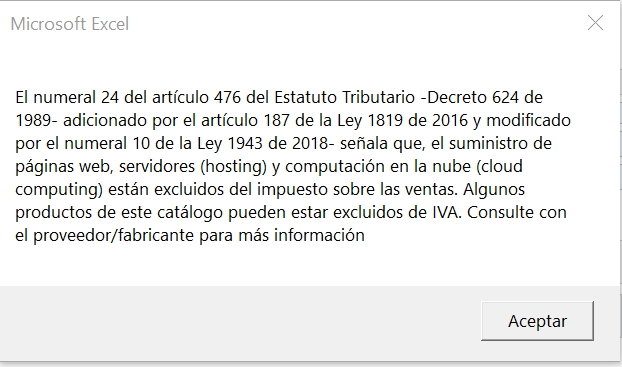 Microsoft Excel
El numeral 24 del artículo 476 del Estatuto Tributario -Decreto 624 de
1989- adicionado por el artículo 187 de la Ley 1819 de 2016 y modificado
por el numeral 10 de la Ley 1943 de 2018- señala que, el suministro de
páginas web, servidores (hosting) y computación en la nube (cloud
computing) están excluidos del impuesto sobre las ventas. Algunos
productos de este catálogo pueden estar excluidos de IVA. Consulte con
el proveedor/fabricante para más información
Aceptar